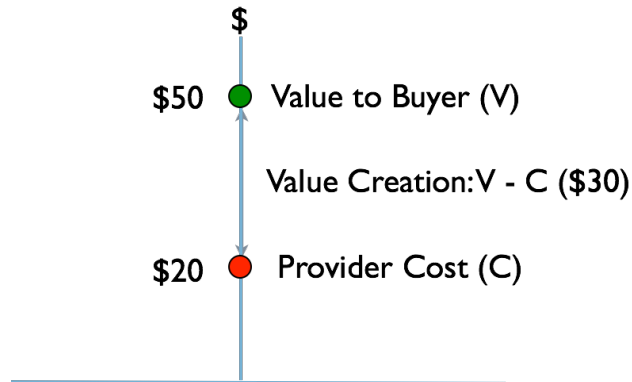 $
$50 Value to Buyer (V)
Value Creation: V - C ($30)
$20 Provider Cost (C)